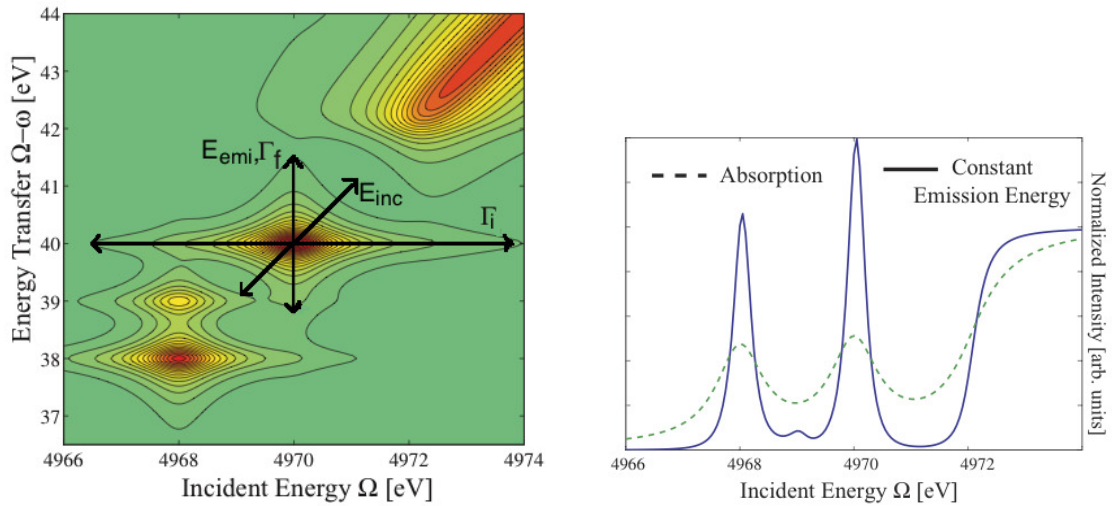 44
43
42
41
40
39
38
37
Energy Transfer Ω−ω [eV]
E_emi,Γ_f
E_inc
Γ_i
4966 4968 4970 4972 4974
Incident Energy Ω [eV]
Absorption
Constant
Emission Energy
Normalized Intensity [arb. units]
4966 4968 4970 4972
Incident Energy Ω [eV]